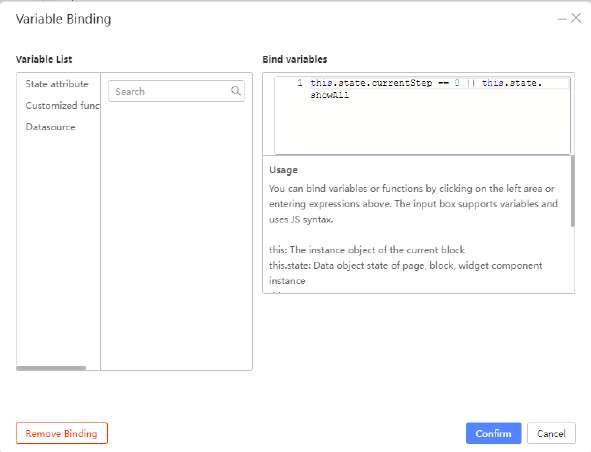 Variable Binding
Variable List
State attribute
Customized func
Datasource
Search
Bind variables
1 this.state.currentStep == 0 || this.state.
showAll
Usage
You can bind variables or functions by clicking on the left area or
entering expressions above. The input box supports variables and
uses JS syntax.
this: The instance object of the current block
this.state: Data object state of page, block, widget component
instance
Remove Binding
Confirm
Cancel